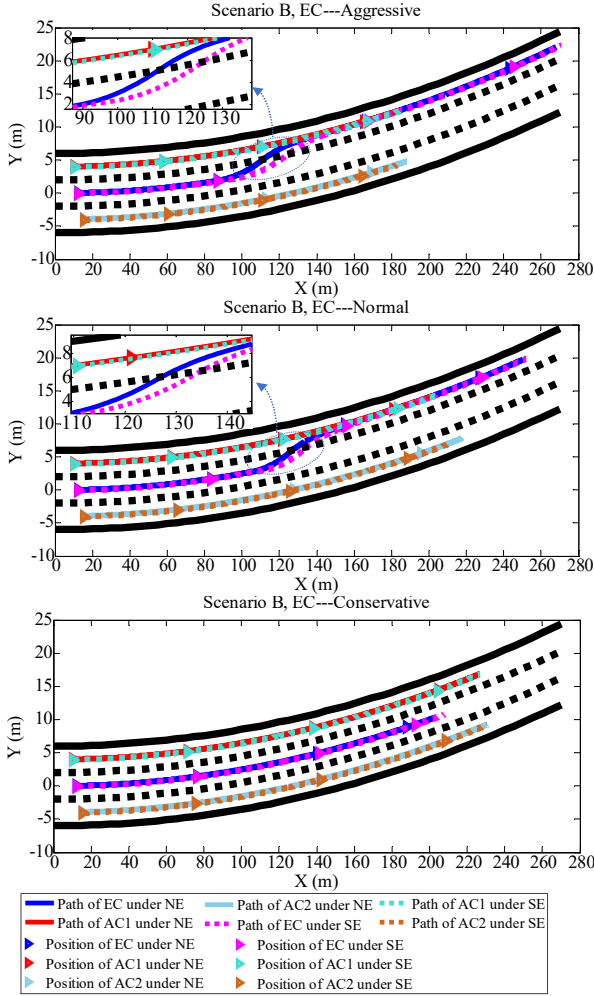 Scenario B, EC---Aggressive
25
20
15
10
5
0
-5
-10
Y (m)
8
6
4
2
90 100 110 120 130
0 20 40 60 80 100 120 140 160 180 200 220 240 260 280
X (m)
Scenario B, EC---Normal
25
20
15
10
5
0
-5
-10
Y (m)
8
6
4
110 120 130 140
0 20 40 60 80 100 120 140 160 180 200 220 240 260 280
X (m)
Scenario B, EC---Conservative
25
20
15
10
5
0
-5
-10
Y (m)
0 20 40 60 80 100 120 140 160 180 200 220 240 260 280
X (m)
Path of EC under NE Path of AC2 under NE Path of AC1 under SE
Path of AC1 under NE Path of EC under SE Path of AC2 under SE
Position of EC under NE Position of EC under SE
Position of AC1 under NE Position of AC1 under SE
Position of AC2 under NE Position of AC2 under SE